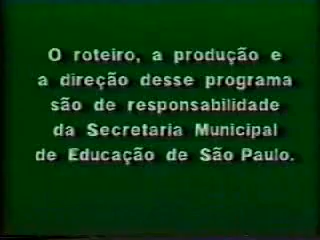 O roteiro, a produção e
a direção desse programa
são de responsabilidade
da Secretaria Municipal
de Educação de São Paulo.